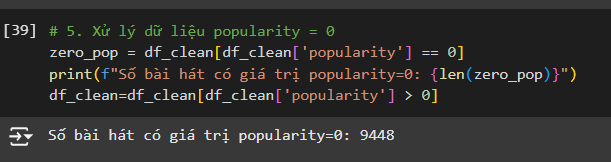 [39] # 5. Xử lý dữ liệu popularity = 0
zero_pop = df_clean[df_clean['popularity'] == 0]
print(f"Số bài hát có giá trị popularity=0: {len(zero_pop)}")
df_clean=df_clean[df_clean['popularity'] > 0]
Số bài hát có giá trị popularity=0: 9448